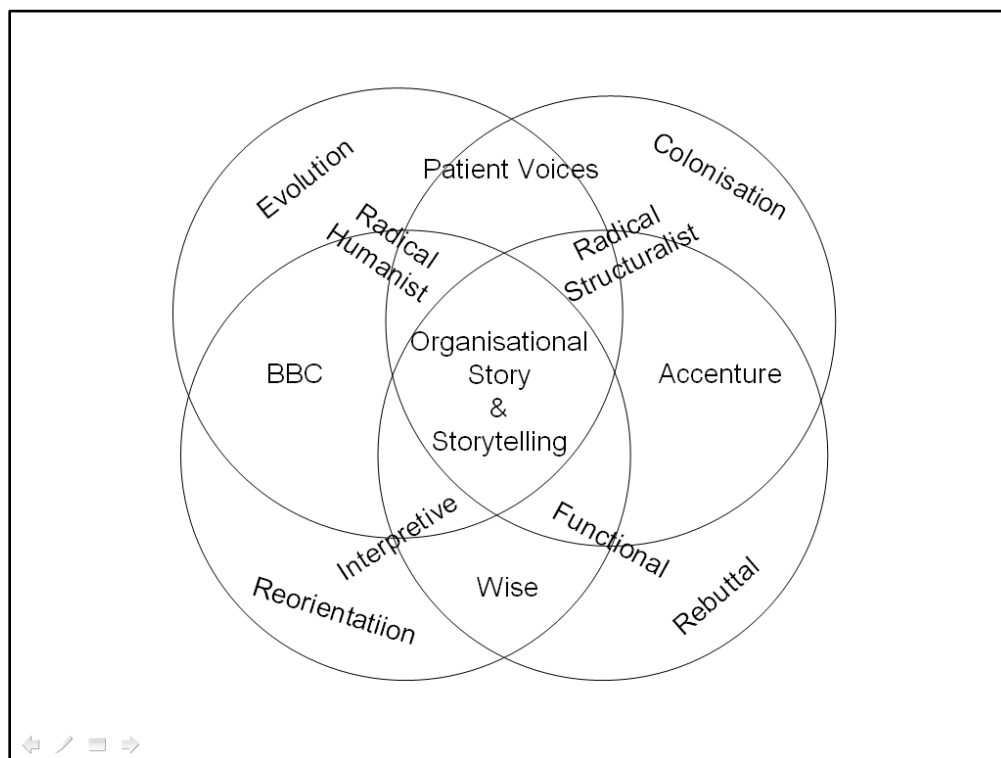 Evolution
Patient Voices
Colonisation
Radical
Humanist
Radical
Structuralist
BBC
Organisational
Story
&
Storytelling
Accenture
Interpretive
Functional
Reorientatiion
Wise
Rebuttal